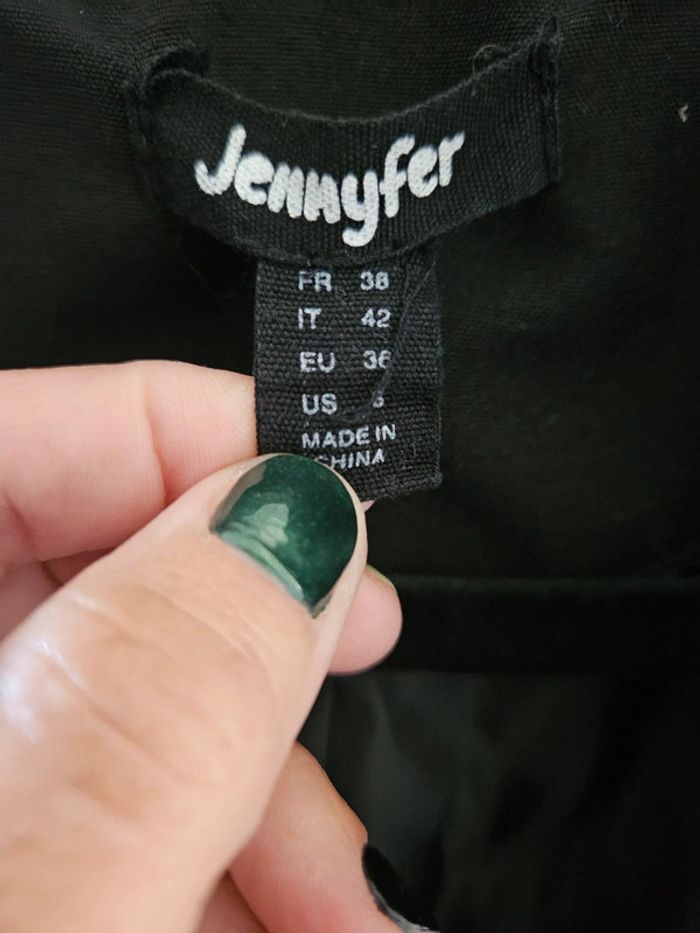 Jennyfer
FR 38
IT 42
EU 36
US
MADE IN
CHINA